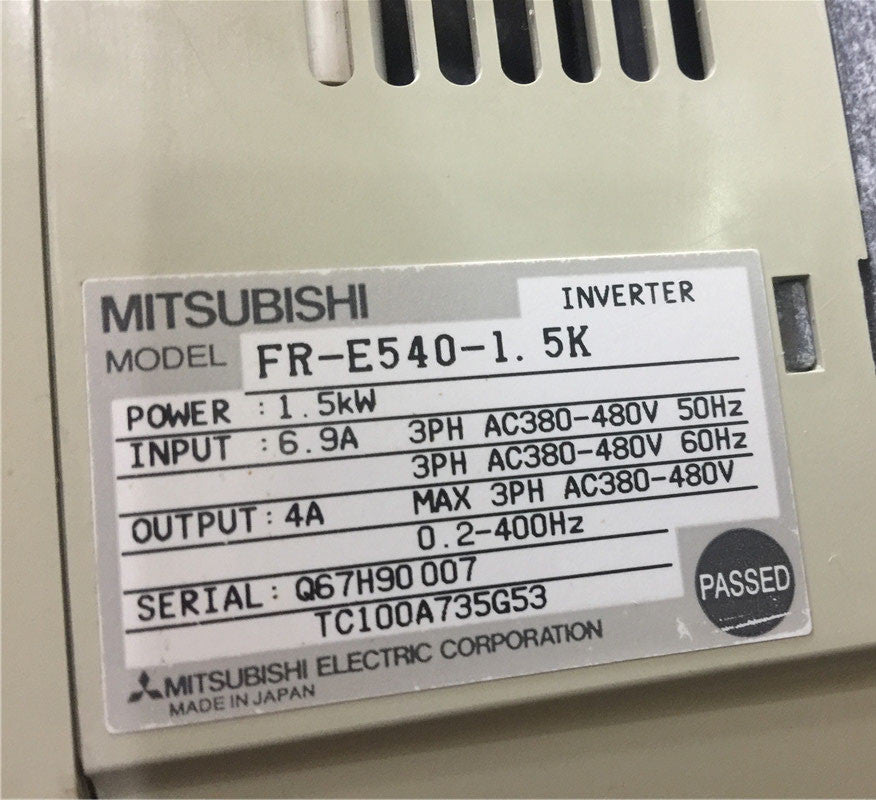 MITSUBISHI INVERTER
MODEL FR-E540-1.5K
POWER :1.5kW
INPUT :6.9A 3PH AC380-480V 50Hz
3PH AC380-480V 60Hz
OUTPUT:4A MAX 3PH AC380-480V
0.2-400Hz
SERIAL:Q67H90007
TC100A735G53
PASSED
MITSUBISHI ELECTRIC CORPORATION
MADE IN JAPAN